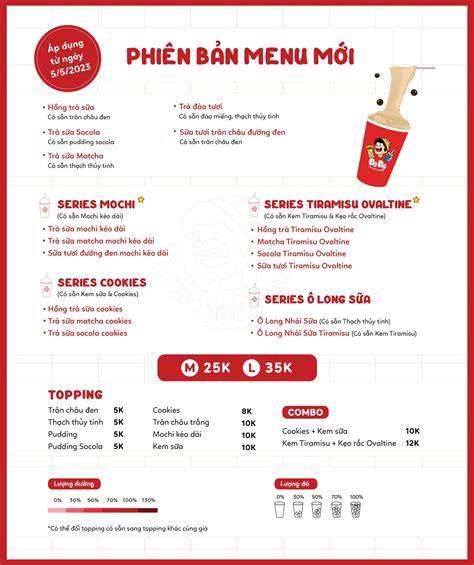 Áp dụng
từ ngày
5/5/2023
PHIÊN BẢN MENU MỚI
• Hồng trà sữa
Có sẵn trân châu đen
• Trà sữa Socola
Có sẵn pudding socola
• Trà sữa Matcha
Có sẵn thạch thủy tinh
• Trà đào tươi
Có sẵn đào miếng, thạch thủy tinh
• Sữa tươi trân châu đường đen
Có sẵn trân châu đen
SERIES MOCHI
(Có sẵn Mochi kéo dài)
• Trà sữa mochi kéo dài
• Trà sữa matcha mochi kéo dài
• Sữa tươi đường đen mochi kéo dài
SERIES TIRAMISU OVALTINE
(Có sẵn Kem Tiramisu & Kẹo rắc Ovaltine)
• Hồng trà Tiramisu Ovaltine
• Matcha Tiramisu Ovaltine
• Socola Tiramisu Ovaltine
• Sữa tươi Tiramisu Ovaltine
SERIES COOKIES
(Có sẵn Kem sữa & Cookies)
• Hồng trà sữa cookies
• Trà sữa matcha cookies
• Trà sữa socola cookies
SERIES Ô LONG SỮA
• Ô Long Nhài Sữa (Có sẵn Thạch thủy tinh)
• Ô Long Nhài Sữa Tiramisu (Có sẵn Kem Tiramisu)
M 25K L 35K
TOPPING
Trân châu đen 5K
Thạch thủy tinh 5K
Pudding 5K
Pudding Socola 5K
Cookies 8K
Trân châu trắng 10K
Mochi kéo dài 10K
Kem sữa 10K
COMBO
Cookies + Kem sữa 10K
Kem Tiramisu + Kẹo rắc Ovaltine 12K
Lượng đường
0% 30% 50% 70% 100% 130%
Lượng đá
0% 30% 50% 70% 100%
*Có thể đổi topping có sẵn sang topping khác cùng giá